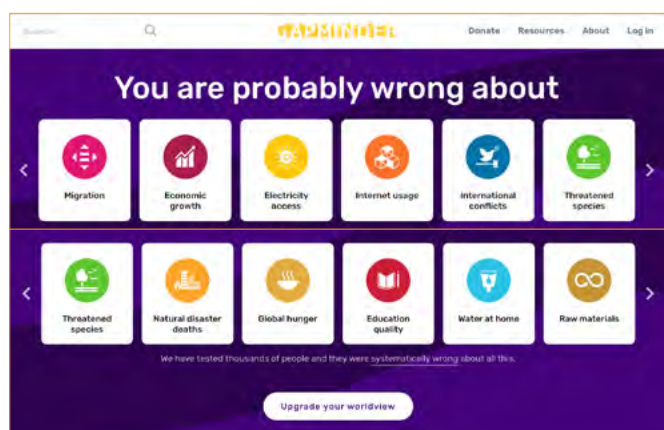 GAPMINDER
Donate Resources About Log in
You are probably wrong about
Migration
Economic growth
Electricity access
Internet usage
International conflicts
Threatened species
Threatened species
Natural disaster deaths
Global hunger
Education quality
Water at home
Raw materials
We have tested thousands of people and they were systematically wrong about all this.
Upgrade your worldview